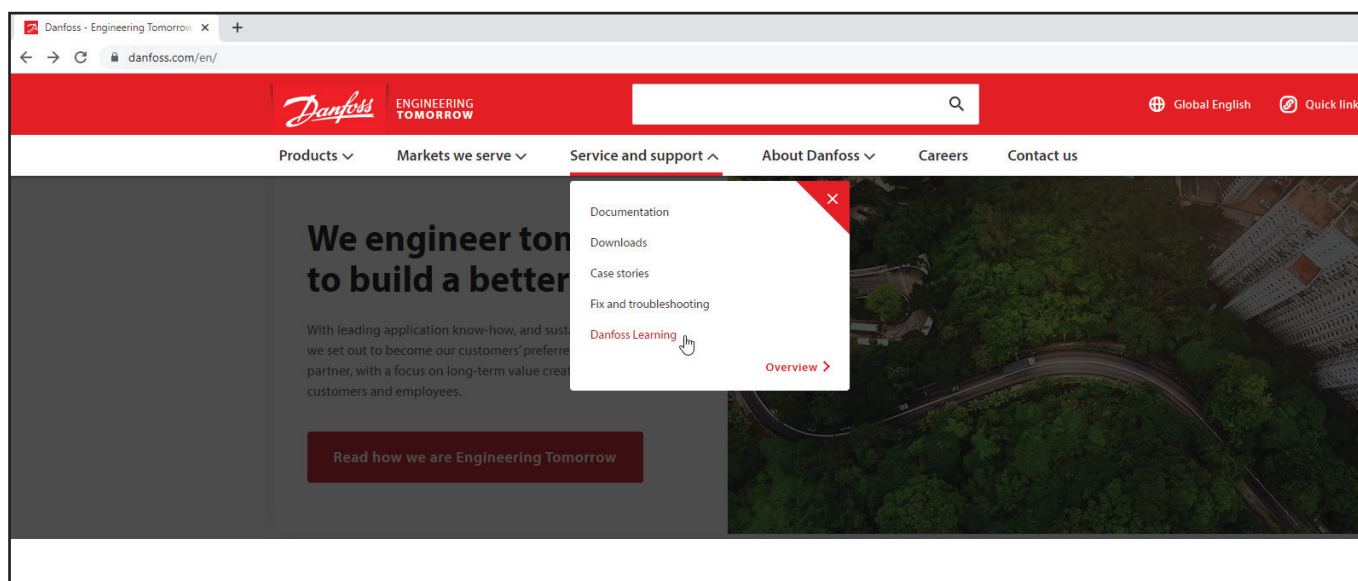 Danfoss - Engineering Tomorrow
danfoss.com/en/
Danfoss
ENGINEERING
TOMORROW
Global English
Quick link
Products
Markets we serve
Service and support
About Danfoss
Careers
Contact us
Documentation
Downloads
Case stories
Fix and troubleshooting
Danfoss Learning
Overview
We engineer tom
to build a better
With leading application know-how, and sust
we set out to become our customers' preferre
partner, with a focus on long-term value creat
customers and employees.
Read how we are Engineering Tomorrow